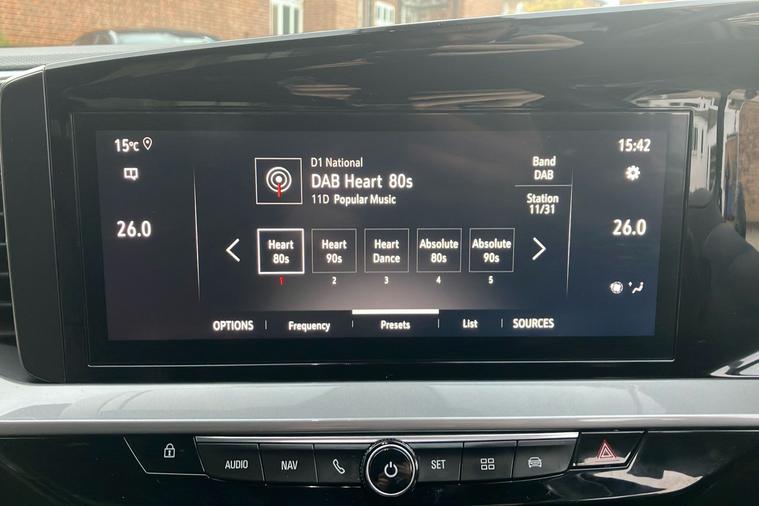 15°C
15:42
D1 National
DAB Heart 80s
11D Popular Music
Band
DAB
Station
11/31
26.0
26.0
Heart
80s
Heart
90s
Heart
Dance
Absolute
80s
Absolute
90s
1
2
3
4
5
OPTIONS
Frequency
Presets
List
SOURCES
AUDIO
NAV
SET